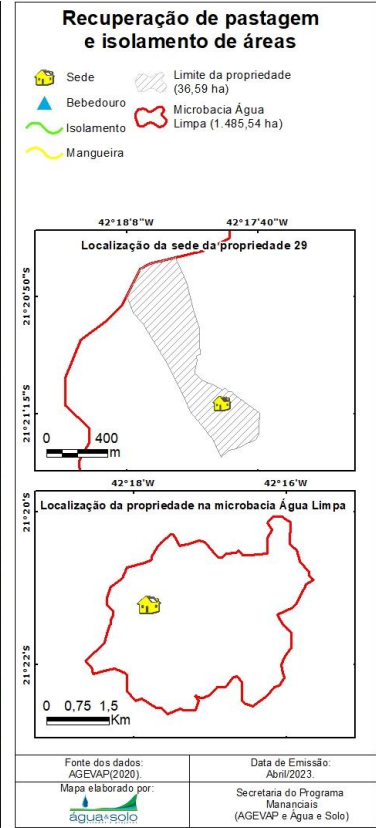 Recuperação de pastagem
e isolamento de áreas
Sede
Bebedouro
Isolamento
Mangueira
Limite da propriedade
(36,59 ha)
Microbacia Água
Limpa (1.485,54 ha)
42°18'8"W 42°17'40"W
Localização da sede da propriedade 29
21°20'50"S
21°21'15"S
0 400
m
42°18'W 42°16'W
Localização da propriedade na microbacia Água Limpa
21°20'S
21°22'S
0 0,75 1,5
Km
Fonte dos dados:
AGEVAP(2020).
Data de Emissão:
Abril/2023.
Mapa elaborado por:
água&solo
Secretaria do Programa
Mananciais
(AGEVAP e Água e Solo)